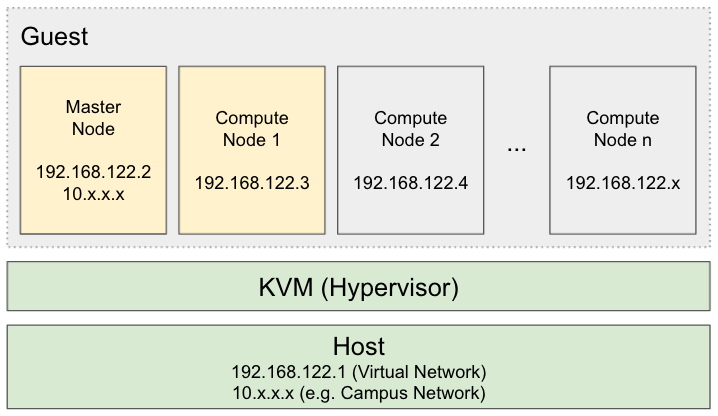 Guest
Master
Node
192.168.122.2
10.x.x.x
Compute
Node 1
192.168.122.3
Compute
Node 2
192.168.122.4
...
Compute
Node n
192.168.122.x
KVM (Hypervisor)
Host
192.168.122.1 (Virtual Network)
10.x.x.x (e.g. Campus Network)